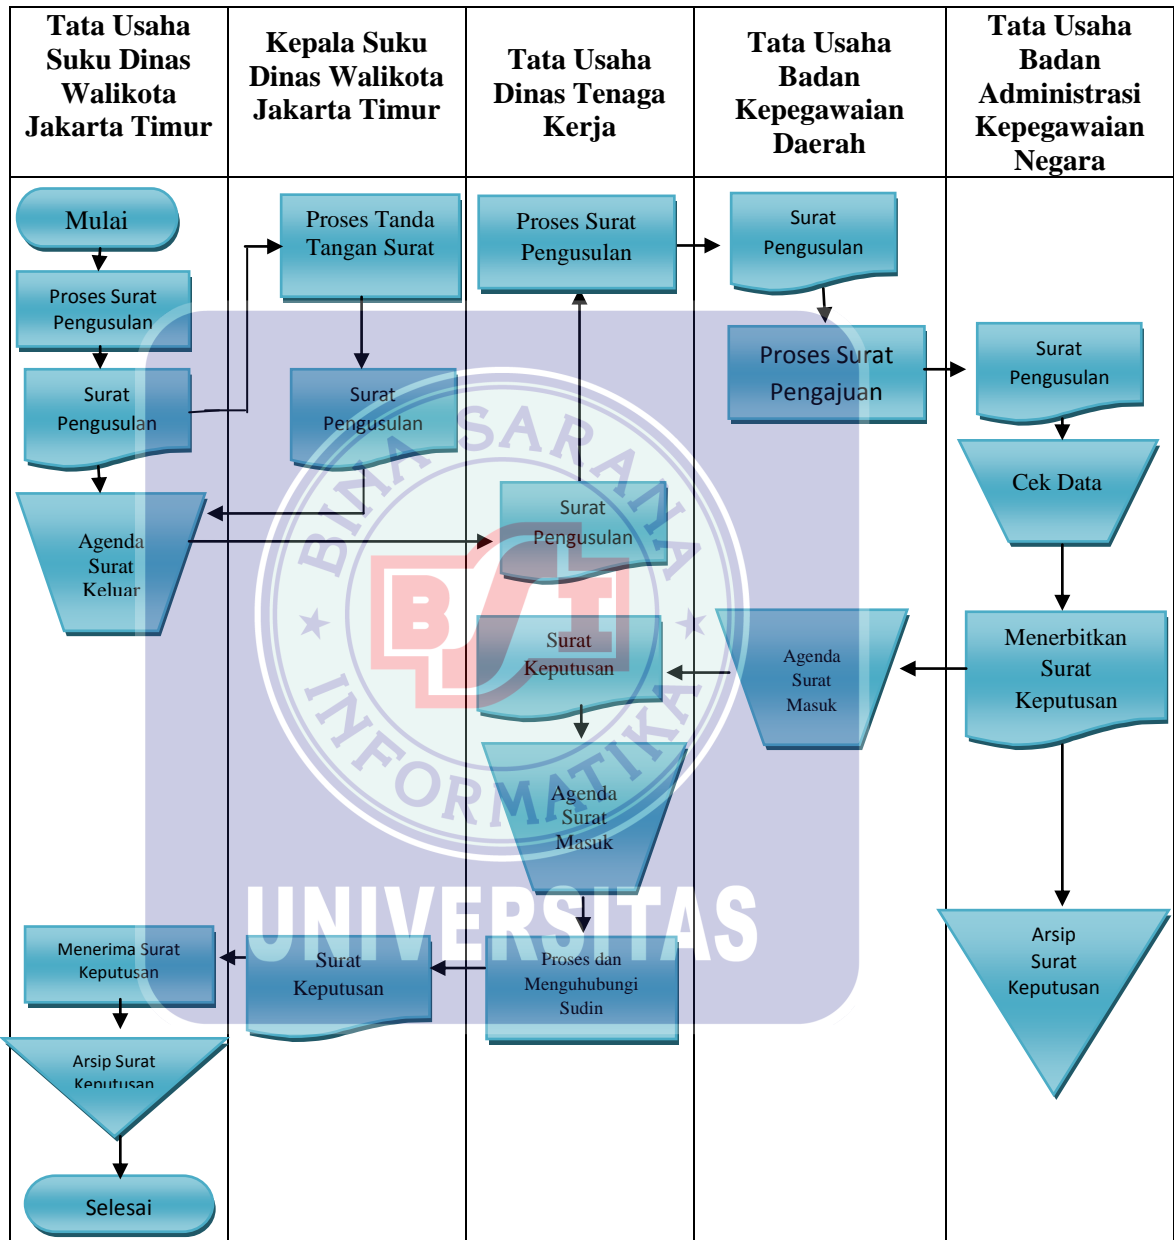 Tata Usaha
Suku Dinas
Walikota
Jakarta Timur
Kepala Suku
Dinas Walikota
Jakarta Timur
Tata Usaha
Dinas Tenaga
Kerja
Tata Usaha
Badan
Kepegawaian
Daerah
Tata Usaha
Badan
Administrasi
Kepegawaian
Negara
Mulai
Proses Surat
Pengusulan
Surat
Pengusulan
Agenda
Surat
Keluar
Proses Tanda
Tangan Surat
Surat
Pengusulan
Proses Surat
Pengusulan
Surat
Pengusulan
Surat
Pengusulan
Proses Surat
Pengajuan
Surat
Pengusulan
Cek Data
Menerbitkan
Surat
Keputusan
Agenda
Surat
Masuk
Surat
Keputusan
Agenda
Surat
Masuk
Proses dan
Menguhubungi
Sudin
Surat
Keputusan
Menerima Surat
Keputusan
Arsip Surat
Keputusan
Selesai
Arsip
Surat
Keputusan
BINA SARANA
INFORMATIKA
BSI
UNIVERSITAS